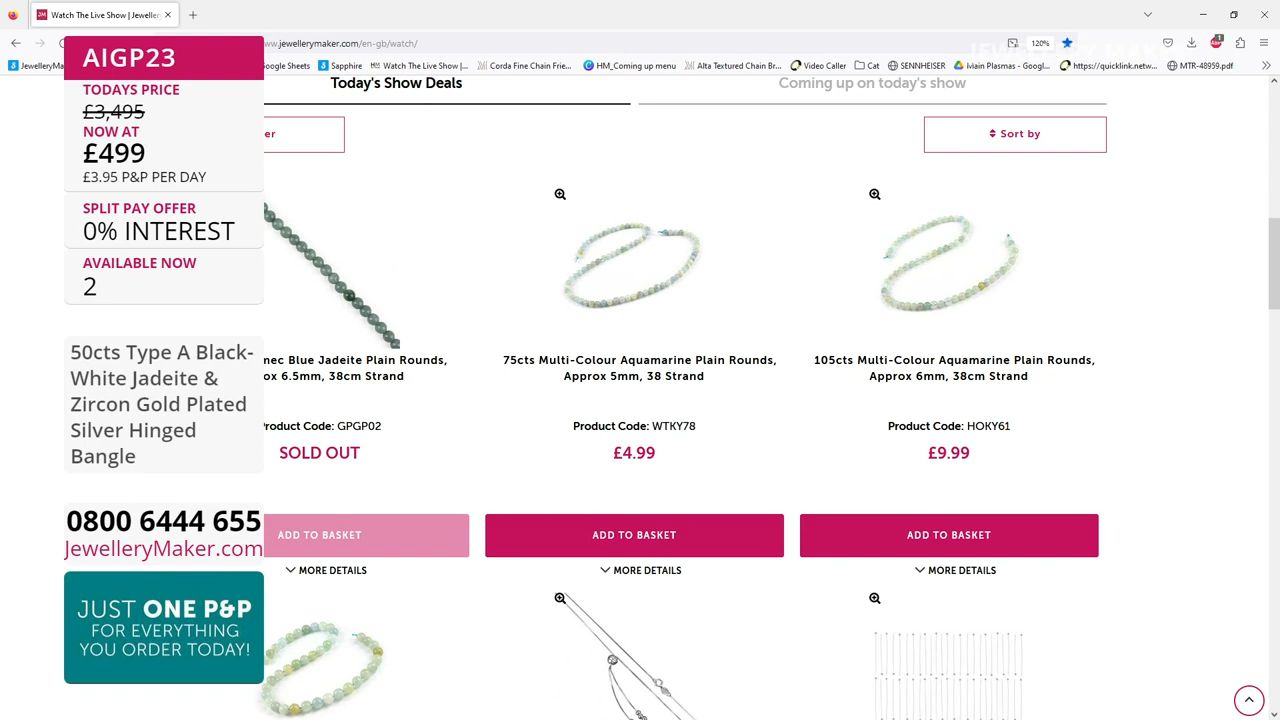 Watch The Live Show | Jeweller
www.jewellerymaker.com/en-gb/watch/
120%
1
JewelleryM
Google Sheets
Sapphire
Watch The Live Show |...
Corda Fine Chain Frie...
HM_Coming up menu
Alta Textured Chain Br...
Video Caller
Cat
SENNHEISER
Main Plasmas - Googl...
https://quicklink.netw...
MTR-48959.pdf
JEWELLERY MAKER
AIGP23
TODAYS PRICE
£3,495
NOW AT
£499
£3.95 P&P PER DAY
SPLIT PAY OFFER
0% INTEREST
AVAILABLE NOW
2
50cts Type A Black-
White Jadeite &
Zircon Gold Plated
Silver Hinged
Bangle
0800 6444 655
JewelleryMaker.com
JUST ONE P&P
FOR EVERYTHING
YOU ORDER TODAY!
Today's Show Deals
Coming up on today's show
er
Sort by
mec Blue Jadeite Plain Rounds,
ox 6.5mm, 38cm Strand
Product Code: GPGP02
SOLD OUT
ADD TO BASKET
MORE DETAILS
75cts Multi-Colour Aquamarine Plain Rounds,
Approx 5mm, 38 Strand
Product Code: WTKY78
£4.99
ADD TO BASKET
MORE DETAILS
105cts Multi-Colour Aquamarine Plain Rounds,
Approx 6mm, 38cm Strand
Product Code: HOKY61
£9.99
ADD TO BASKET
MORE DETAILS